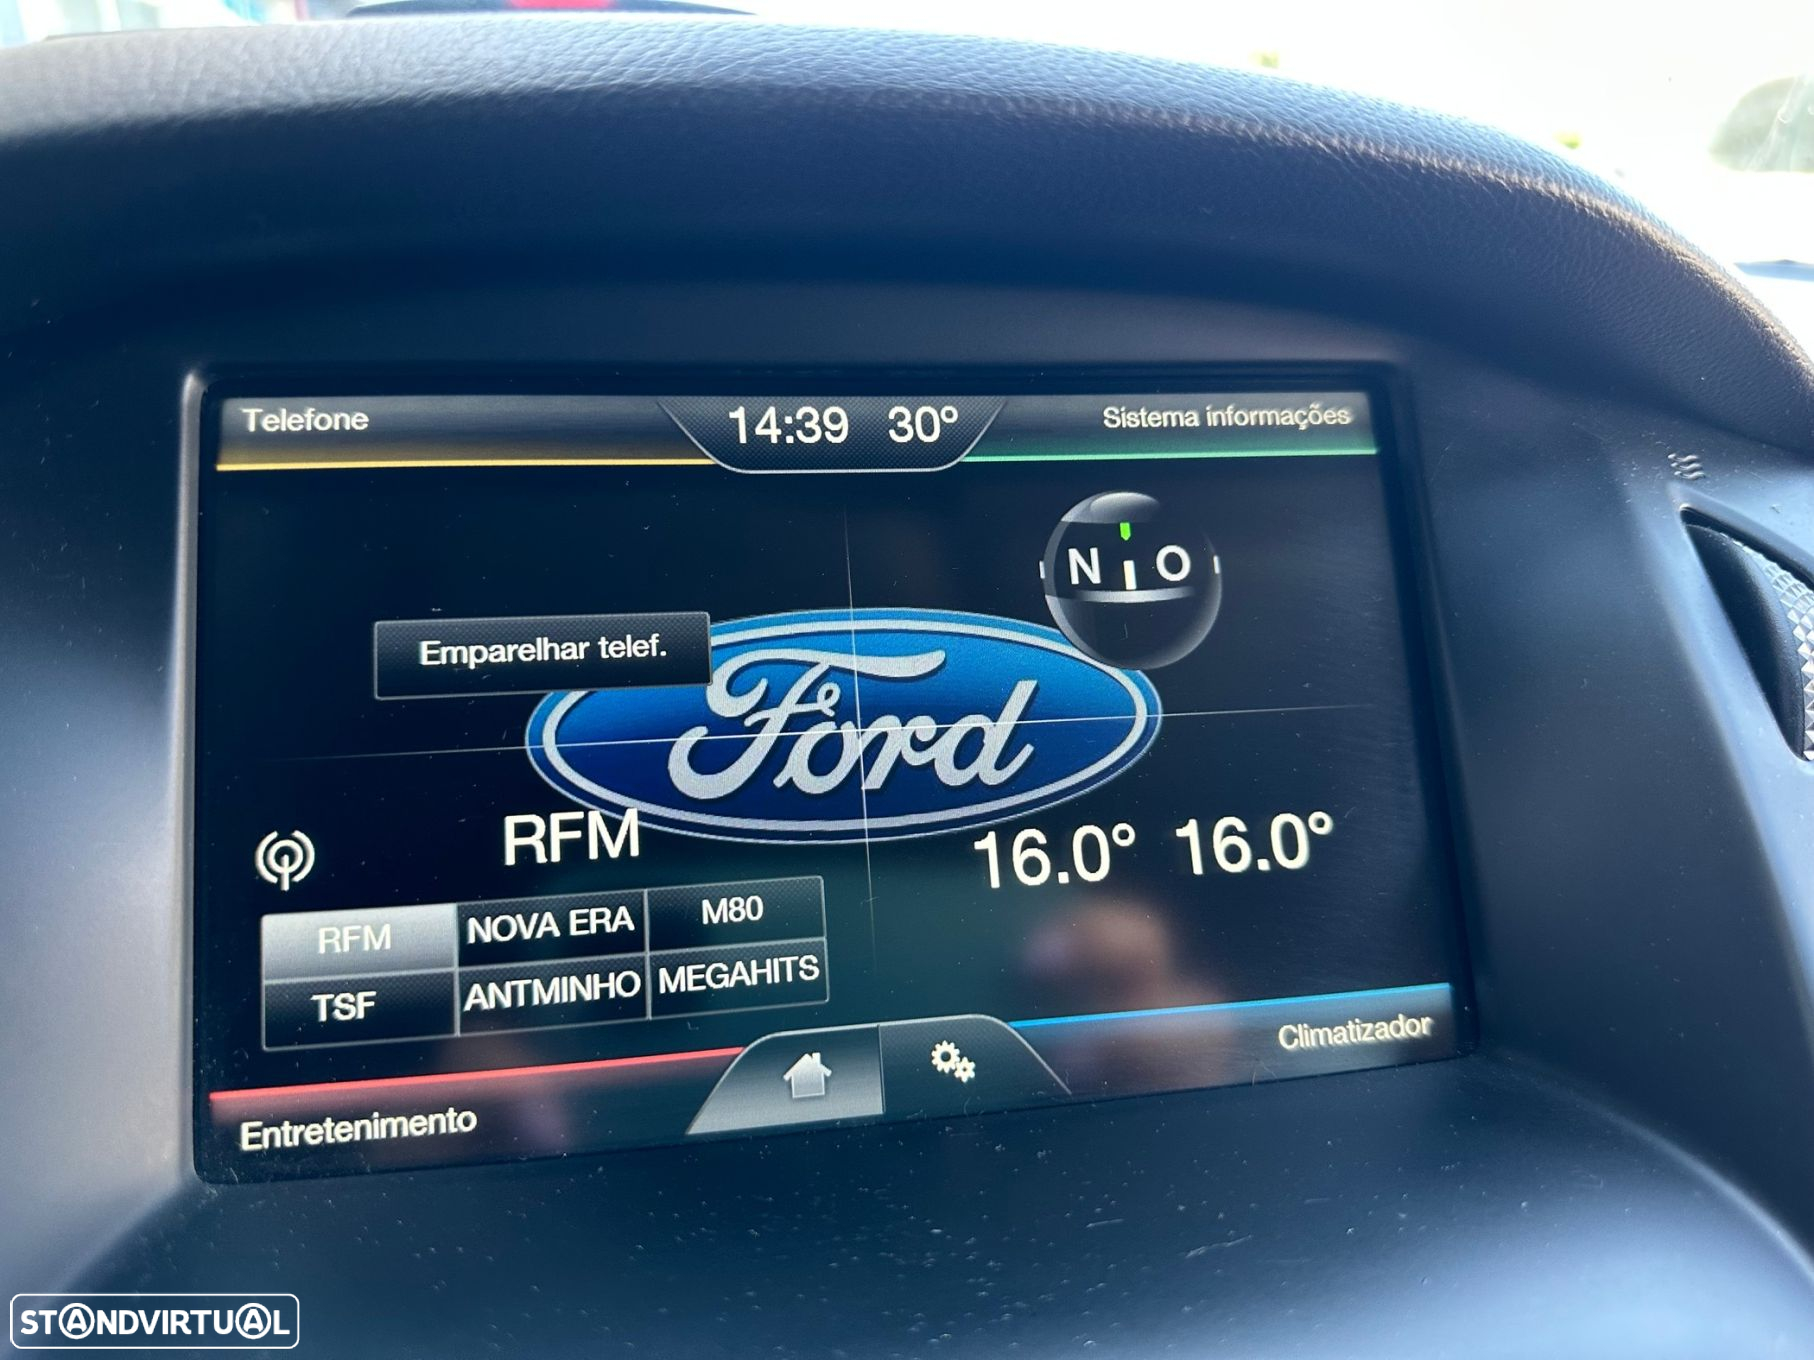 Telefone
14:39 30°
Sistema informações
N O
Emparelhar telef.
Ford
RFM
16.0° 16.0°
RFM NOVA ERA M80
TSF ANTMINHO MEGAHITS
Climatizador
Entretenimento
STANDVIRTUAL